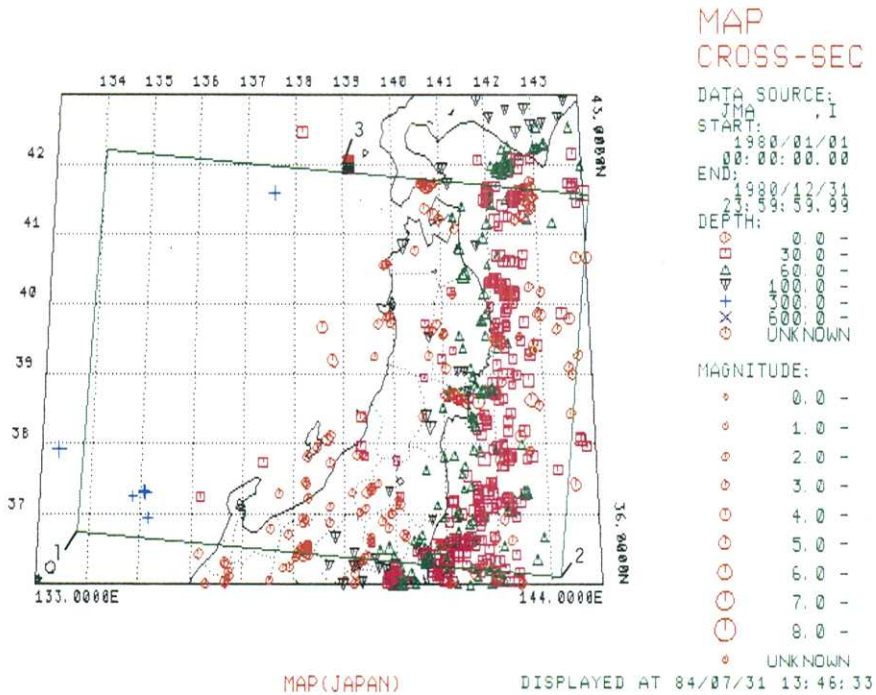 MAP
CROSS-SEC
134 135 136 137 138 139 140 141 142 143
3
43.0000N
DATA SOURCE:
JMA , I
START:
1980/01/01
00:00:00.00
END:
1980/12/31
23:59:59.99
DEPTH:
0.0 -
30.0 -
60.0 -
100.0 -
300.0 -
600.0 -
UNKNOWN
42
41
40
39
38
37
MAGNITUDE:
0.0 -
1.0 -
2.0 -
3.0 -
4.0 -
5.0 -
6.0 -
7.0 -
8.0 -
UNKNOWN
36.0000N
1
2
133.0000E
144.0000E
MAP(JAPAN)
DISPLAYED AT 84/07/31 13:46:33